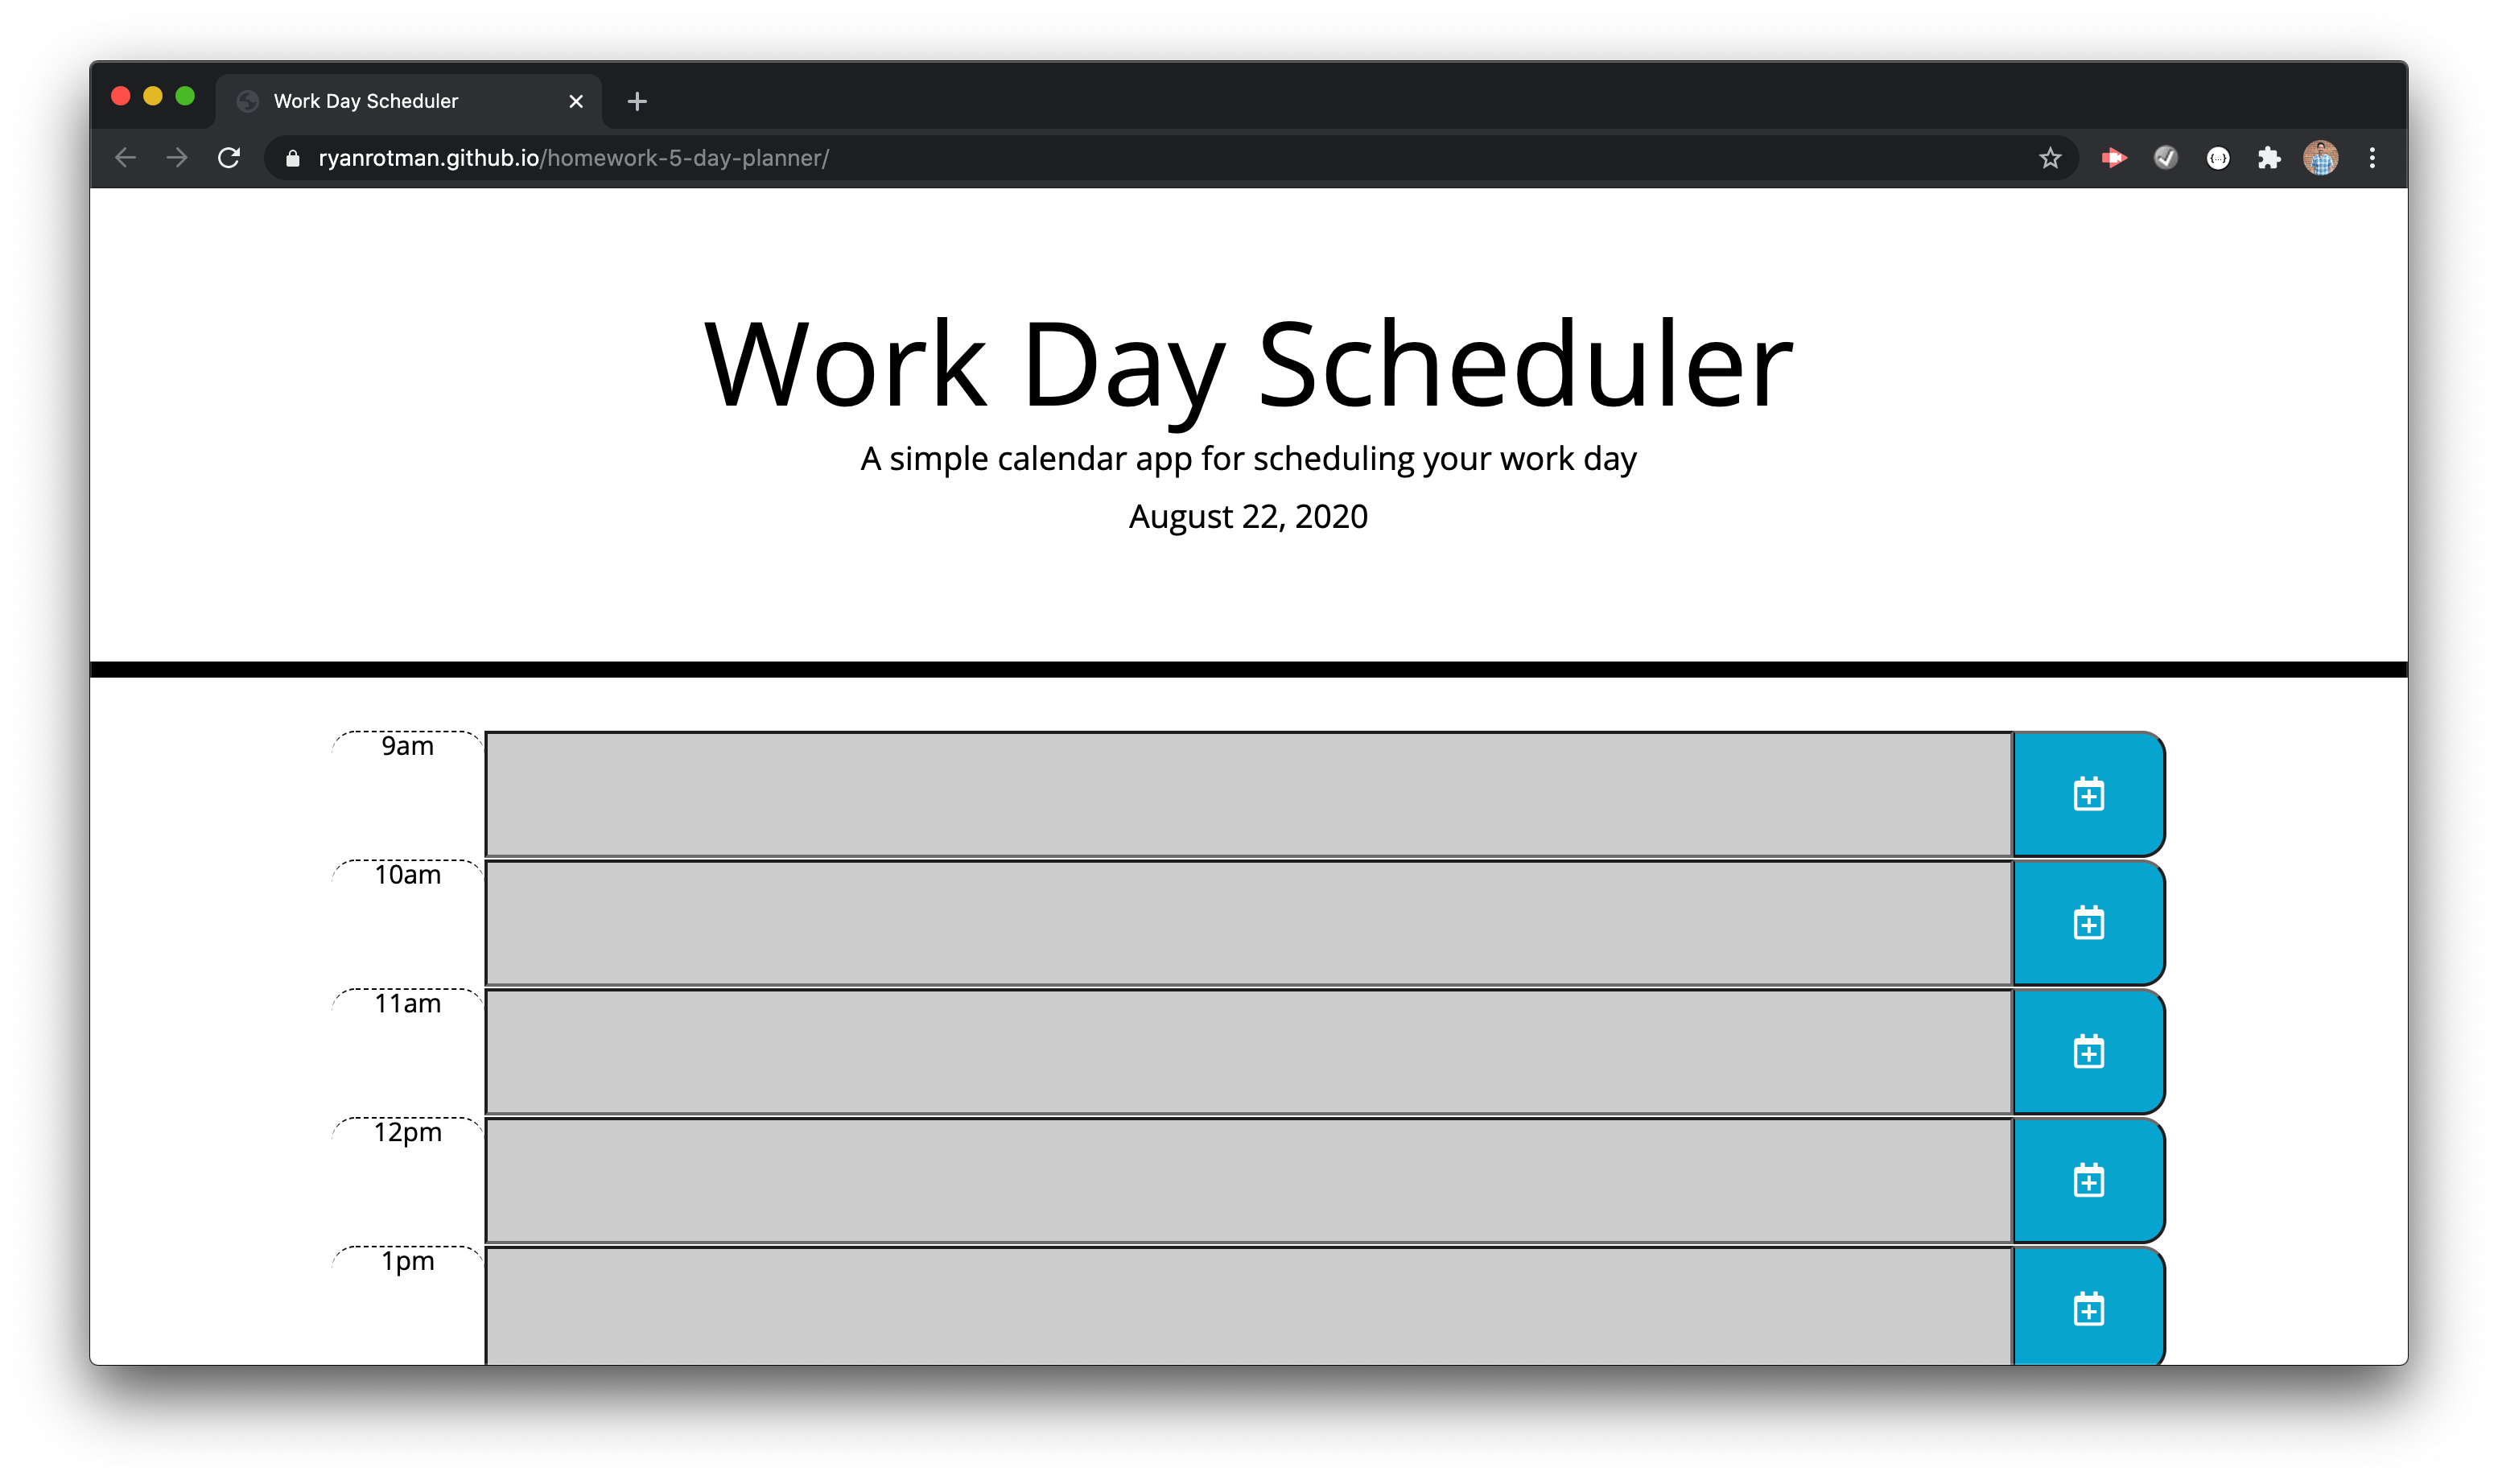 Work Day Scheduler
ryanrotman.github.io/homework-5-day-planner/
Work Day Scheduler
A simple calendar app for scheduling your work day
August 22, 2020
9am
10am
11am
12pm
1pm